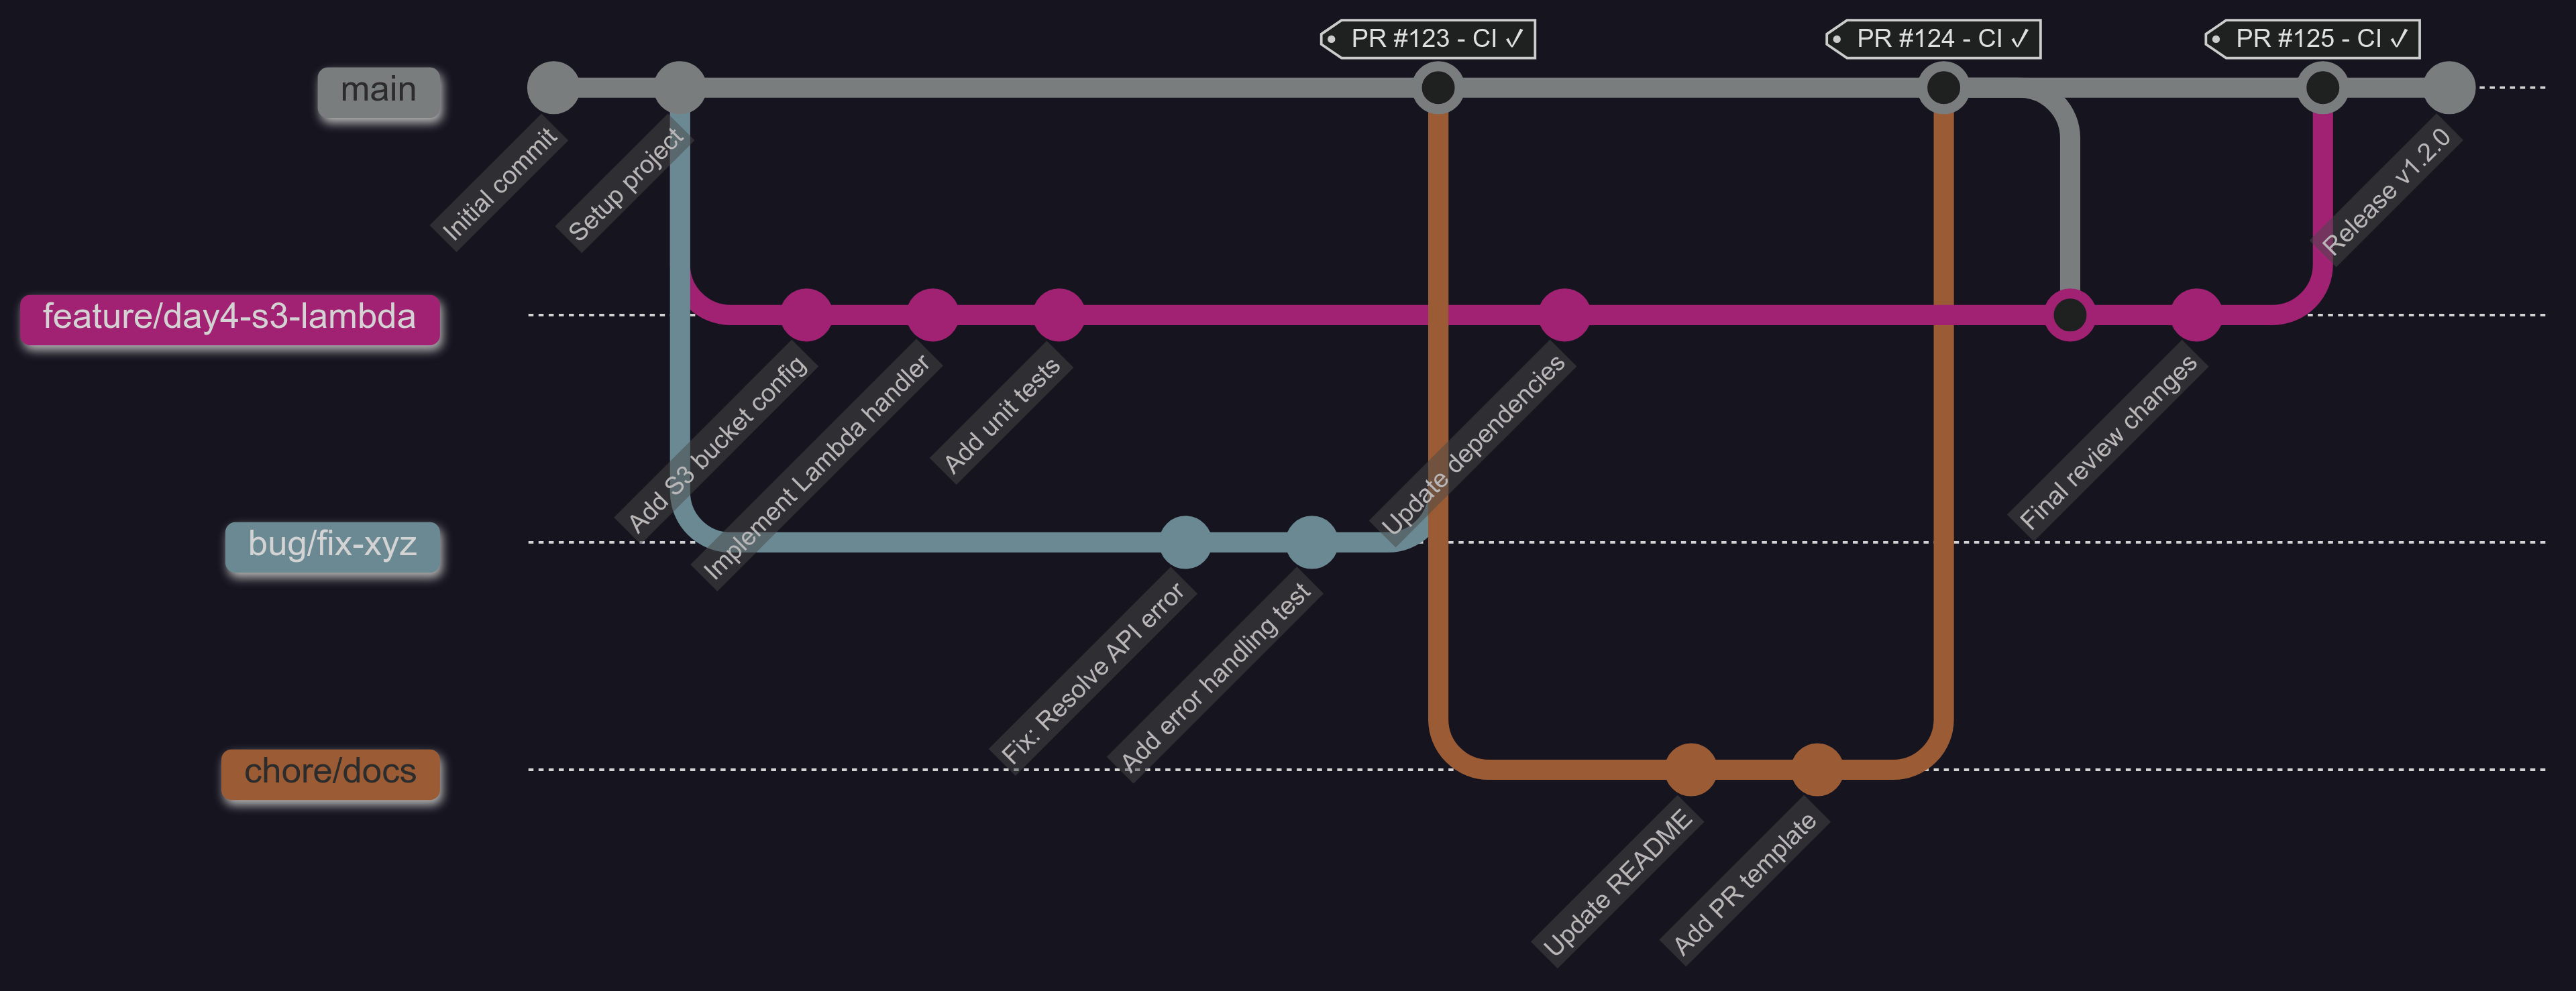 PR #123 - CI ✓
PR #124 - CI ✓
PR #125 - CI ✓
main
Initial commit
Setup project
Release v1.2.0
feature/day4-s3-lambda
Add S3 bucket config
Implement Lambda handler
Add unit tests
Update dependencies
Final review changes
bug/fix-xyz
Fix: Resolve API error
Add error handling test
chore/docs
Update README
Add PR template